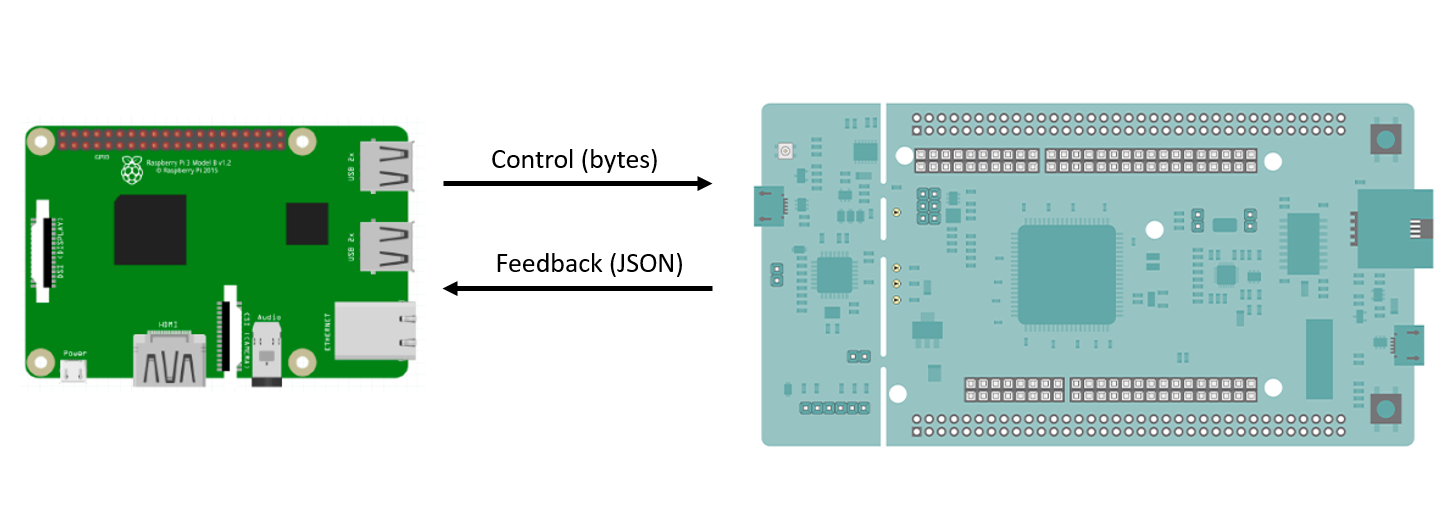 GPIO
Raspberry Pi 3 Model B v1.2
© Raspberry Pi 2015
USB 2x
USB 2x
DSI (DISPLAY)
HDMI
CSI (CAMERA)
Audio
ETHERNET
Power
Control (bytes)
Feedback (JSON)